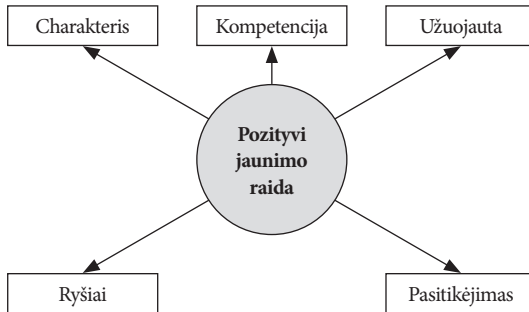 Charakteris
Kompetencija
Užuojauta
Pozityvi
jaunimo
raida
Ryšiai
Pasitikėjimas